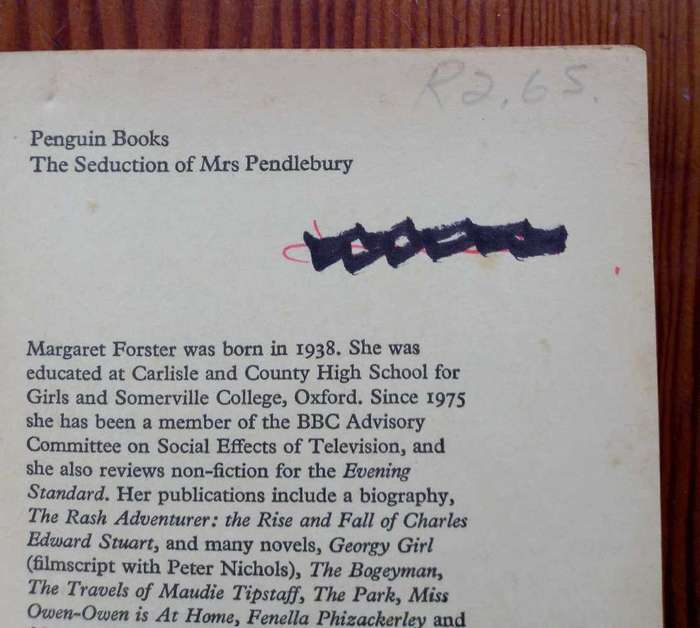 R2.65.
Penguin Books
The Seduction of Mrs Pendlebury
Margaret Forster was born in 1938. She was
educated at Carlisle and County High School for
Girls and Somerville College, Oxford. Since 1975
she has been a member of the BBC Advisory
Committee on Social Effects of Television, and
she also reviews non-fiction for the Evening
Standard. Her publications include a biography,
The Rash Adventurer: the Rise and Fall of Charles
Edward Stuart, and many novels, Georgy Girl
(filmscript with Peter Nichols), The Bogeyman,
The Travels of Maudie Tipstaff, The Park, Miss
Owen-Owen is At Home, Fenella Phizackerley and